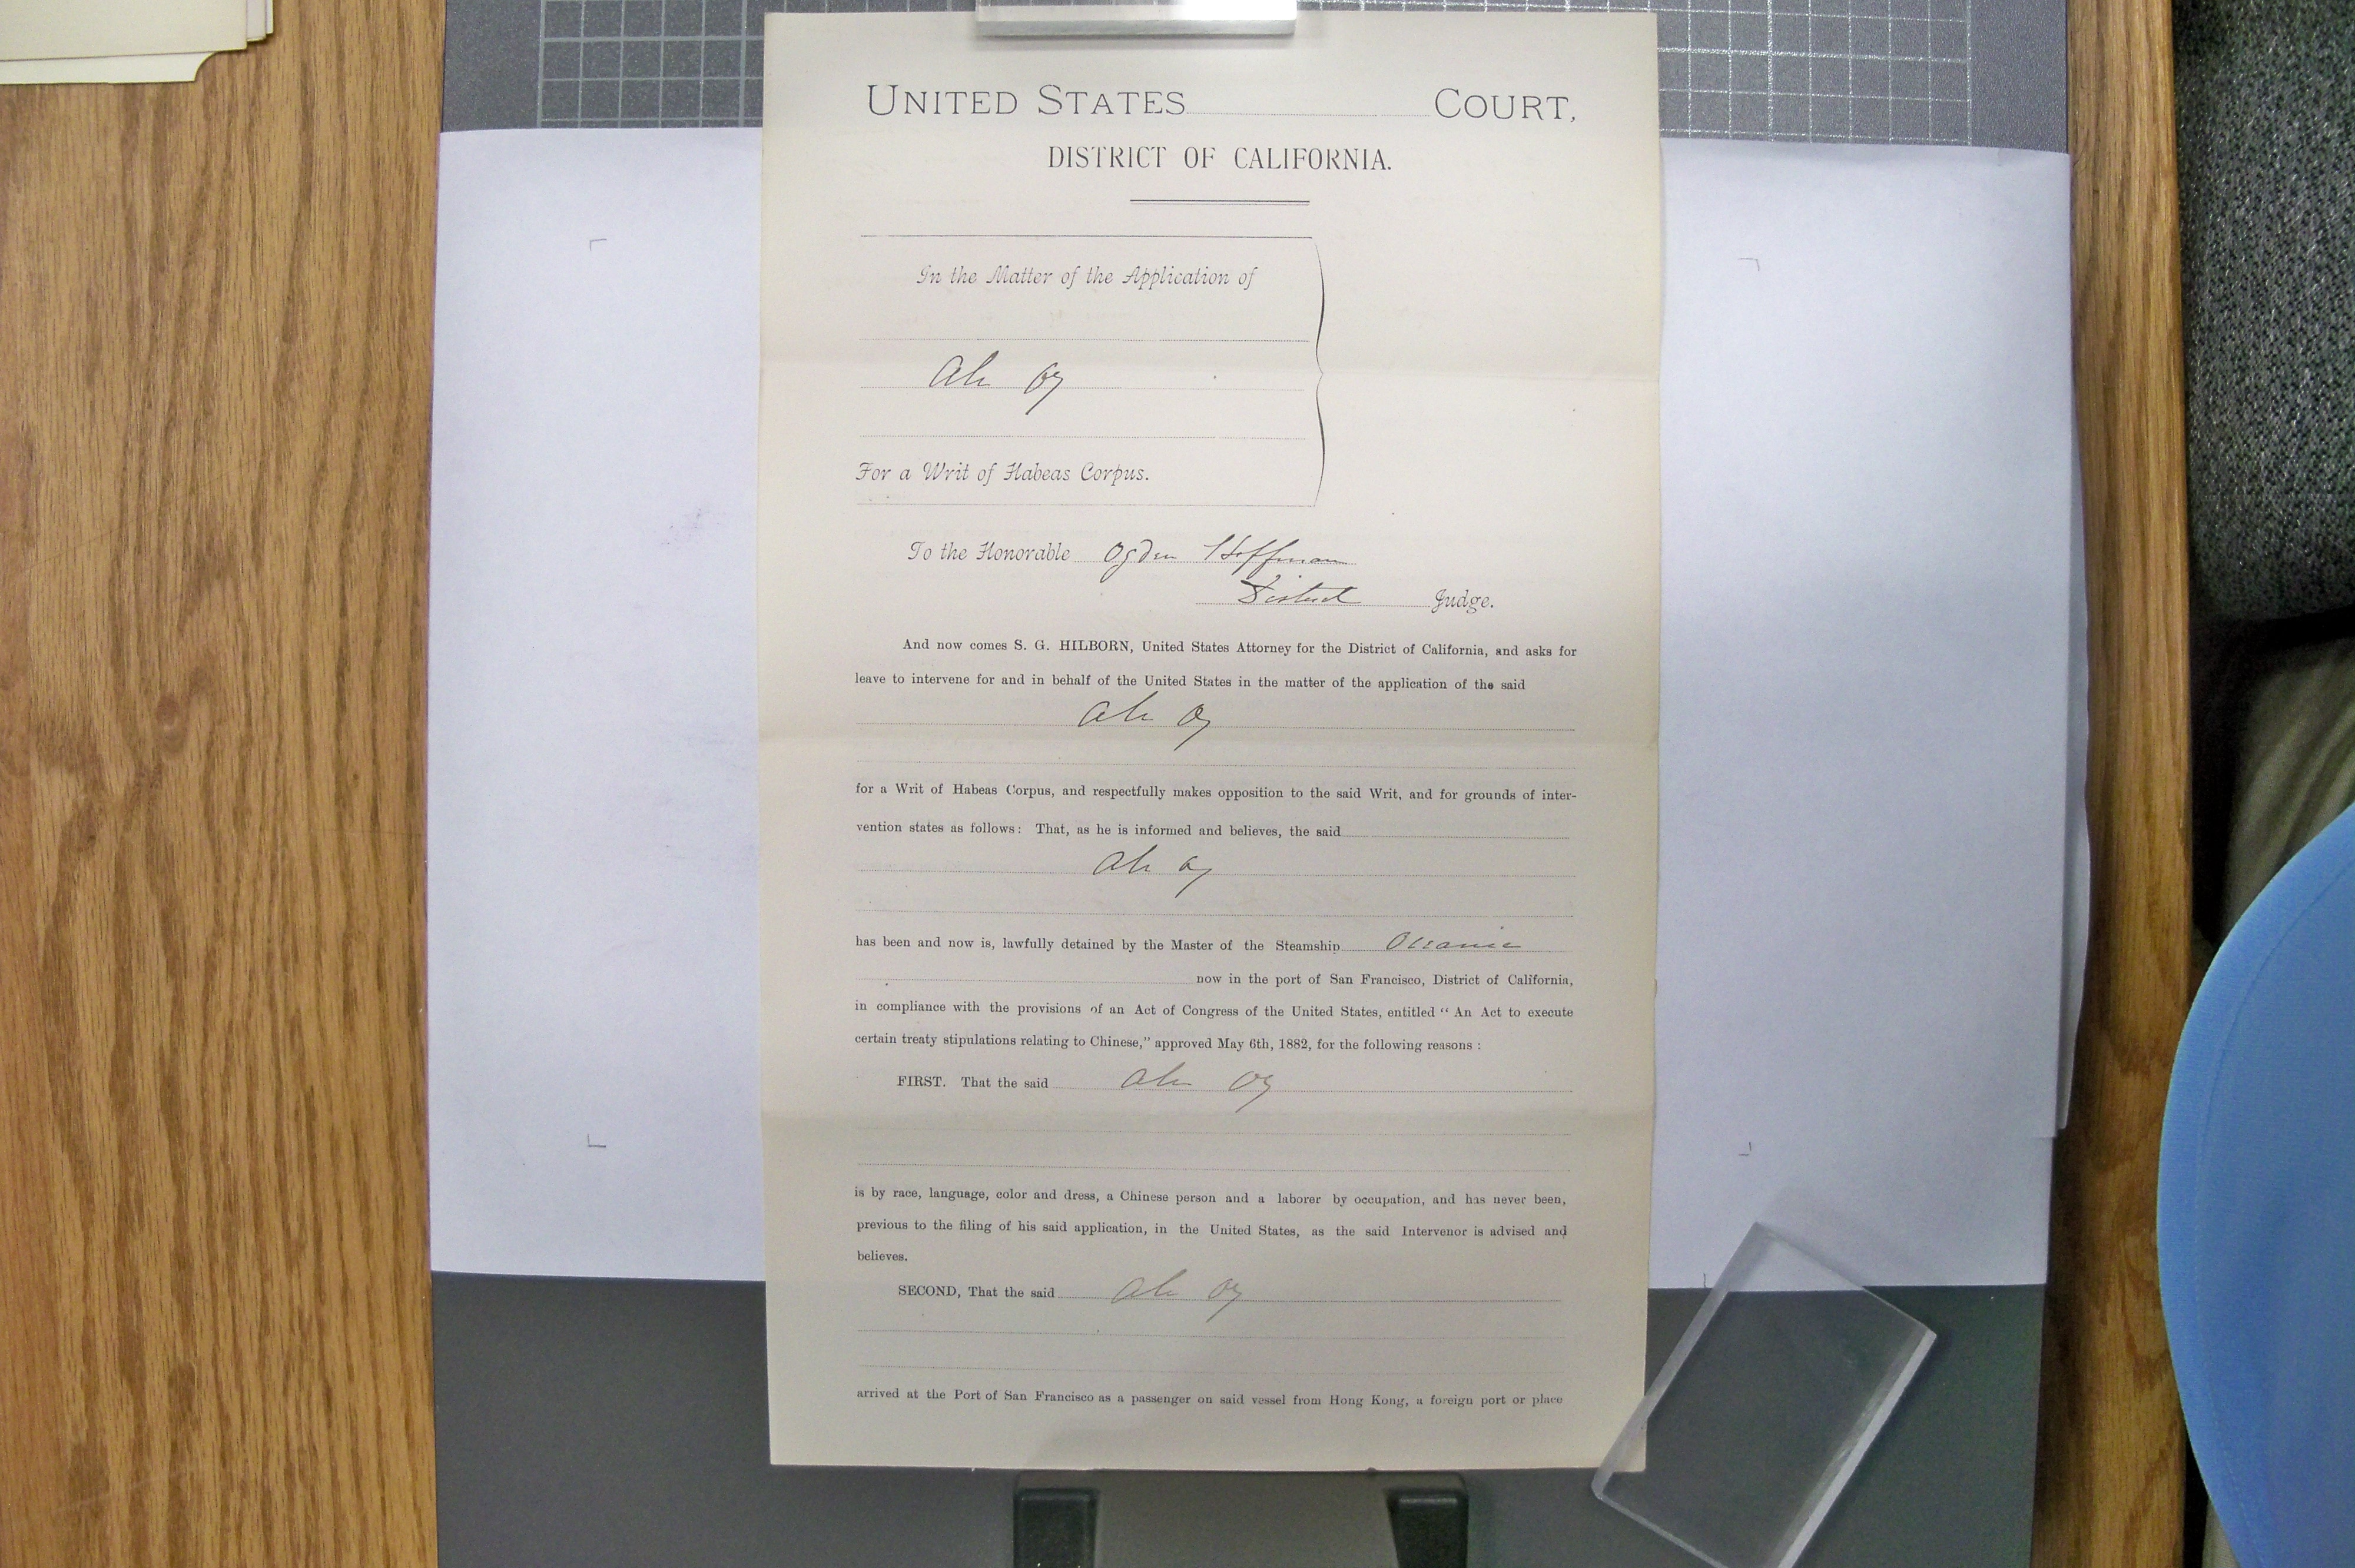 UNITED STATES COURT,
DISTRICT OF CALIFORNIA.
In the Matter of the Application of
Ah Oy
For a Writ of Habeas Corpus.
To the Honorable Ogden Hoffman
District Judge.
And now comes S. G. HILBORN, United States Attorney for the District of California, and asks for
leave to intervene for and in behalf of the United States in the matter of the application of the said
Ah Oy
for a Writ of Habeas Corpus, and respectfully makes opposition to the said Writ, and for grounds of inter-
vention states as follows: That, as he is informed and believes, the said
Ah Oy
has been and now is, lawfully detained by the Master of the Steamship Oceanic
now in the port of San Francisco, District of California,
in compliance with the provisions of an Act of Congress of the United States, entitled " An Act to execute
certain treaty stipulations relating to Chinese," approved May 6th, 1882, for the following reasons :
FIRST. That the said Ah Oy
is by race, language, color and dress, a Chinese person and a laborer by occupation, and has never been,
previous to the filing of his said application, in the United States, as the said Intervenor is advised and
believes.
SECOND, That the said Ah Oy
arrived at the Port of San Francisco as a passenger on said vessel from Hong Kong, a foreign port or place